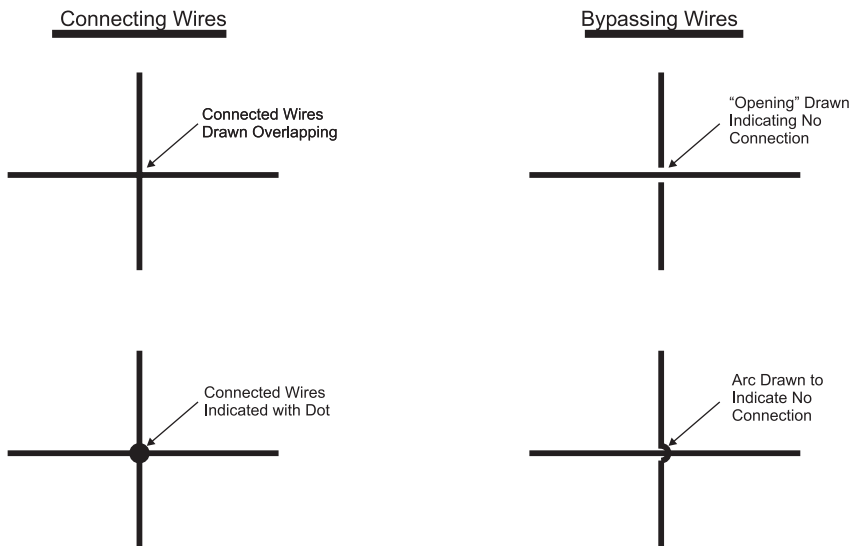 Connecting Wires
Bypassing Wires
Connected Wires
Drawn Overlapping
“Opening” Drawn
Indicating No
Connection
Connected Wires
Indicated with Dot
Arc Drawn to
Indicate No
Connection